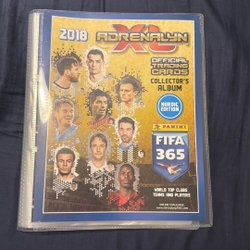 2018 ADRENALYN
XL
OFFICIAL
TRADING
CARDS
COLLECTOR'S
ALBUM
NORDIC
EDITION
PANINI
FIFA
365
WORLD TOP CLUBS
TEAMS AND PLAYERS